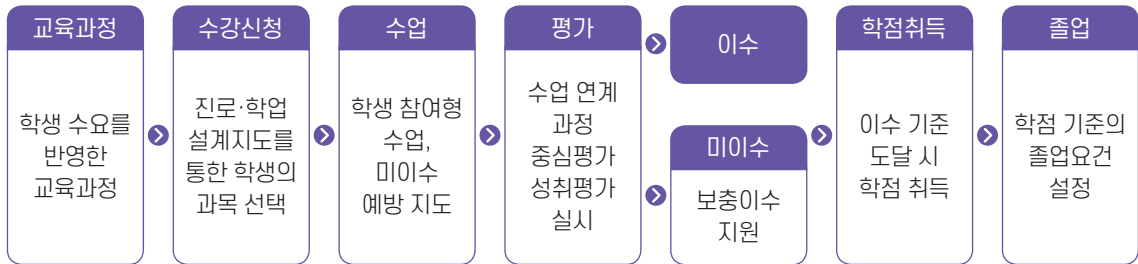 교육과정
학생 수요를
반영한
교육과정
수강신청
진로·학업
설계지도를
통한 학생의
과목 선택
수업
학생 참여형
수업,
미이수
예방 지도
평가
수업 연계
과정
중심평가
성취평가
실시
이수
미이수
보충이수
지원
학점취득
이수 기준
도달 시
학점 취득
졸업
학점 기준의
졸업요건
설정